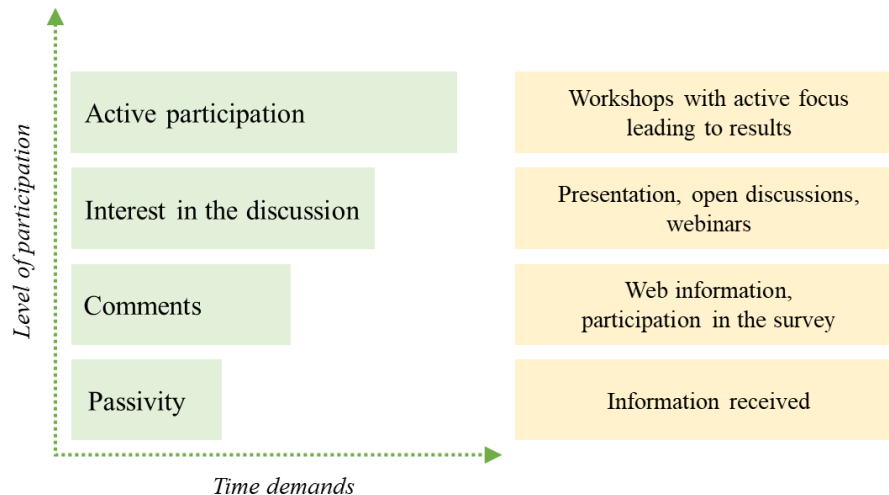 Level of participation
Active participation
Workshops with active focus
leading to results
Interest in the discussion
Presentation, open discussions,
webinars
Comments
Web information,
participation in the survey
Passivity
Information received
Time demands